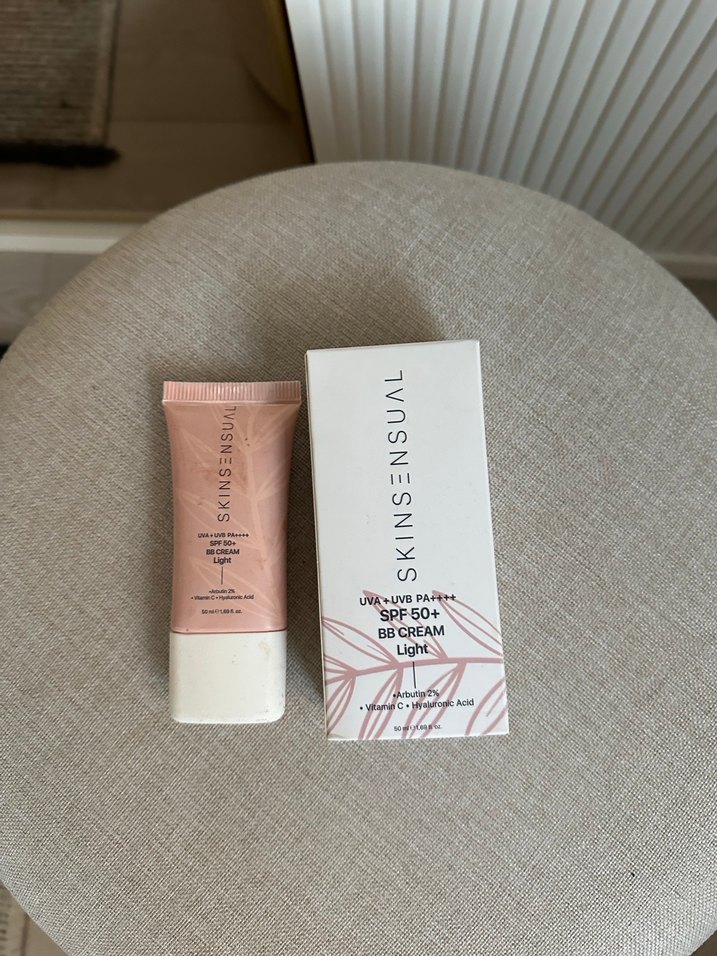 SKINSENSUAL
UVA + UVB PA++++
SPF 50+
BB CREAM
Light
•Arbutin 2%
• Vitamin C • Hyaluronic Acid
50 ml ℮ 1,69 fl. oz.
SKINSENSUAL
UVA + UVB PA++++
SPF 50+
BB CREAM
Light
•Arbutin 2%
• Vitamin C • Hyaluronic Acid
50 ml ℮ 1,69 fl. oz.